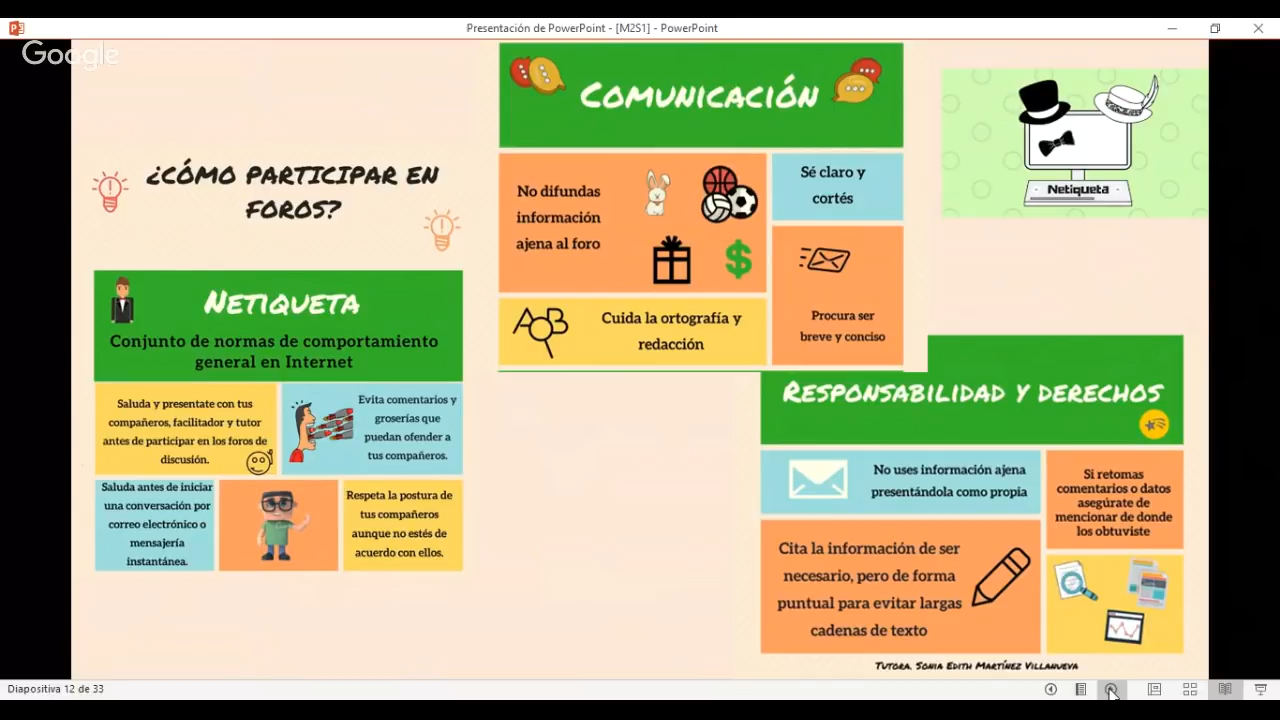 Presentación de PowerPoint - [M2S1] - PowerPoint
Google
¿CÓMO PARTICIPAR EN
FOROS?
NETIQUETA
Conjunto de normas de comportamiento
general en Internet
Saluda y presentate con tus
compañeros, facilitador y tutor
antes de participar en los foros de
discusión.
Evita comentarios y
groserías que
puedan ofender a
tus compañeros.
Saluda antes de iniciar
una conversación por
correo electrónico o
mensajería
instantánea.
Respeta la postura de
tus compañeros
aunque no estés de
acuerdo con ellos.
COMUNICACIÓN
No difundas
información
ajena al foro
Sé claro y
cortés
AQB
Cuida la ortografía y
redacción
Procura ser
breve y conciso
Netiqueta
RESPONSABILIDAD Y DERECHOS
No uses información ajena
presentándola como propia
Si retomas
comentarios o datos
asegúrate de
mencionar de donde
los obtuviste
Cita la información de ser
necesario, pero de forma
puntual para evitar largas
cadenas de texto
TUTORA. SONIA EDITH MARTÍNEZ VILLANUEVA
Diapositiva 12 de 33